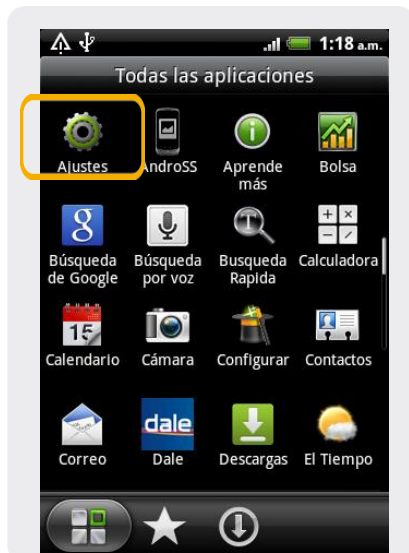 1:18 a.m.
Todas las aplicaciones
Ajustes AndroSS Aprende más Bolsa
Búsqueda de Google Búsqueda por voz Busqueda Rapida Calculadora
15
Calendario Cámara Configurar Contactos
dale
Correo Dale Descargas El Tiempo